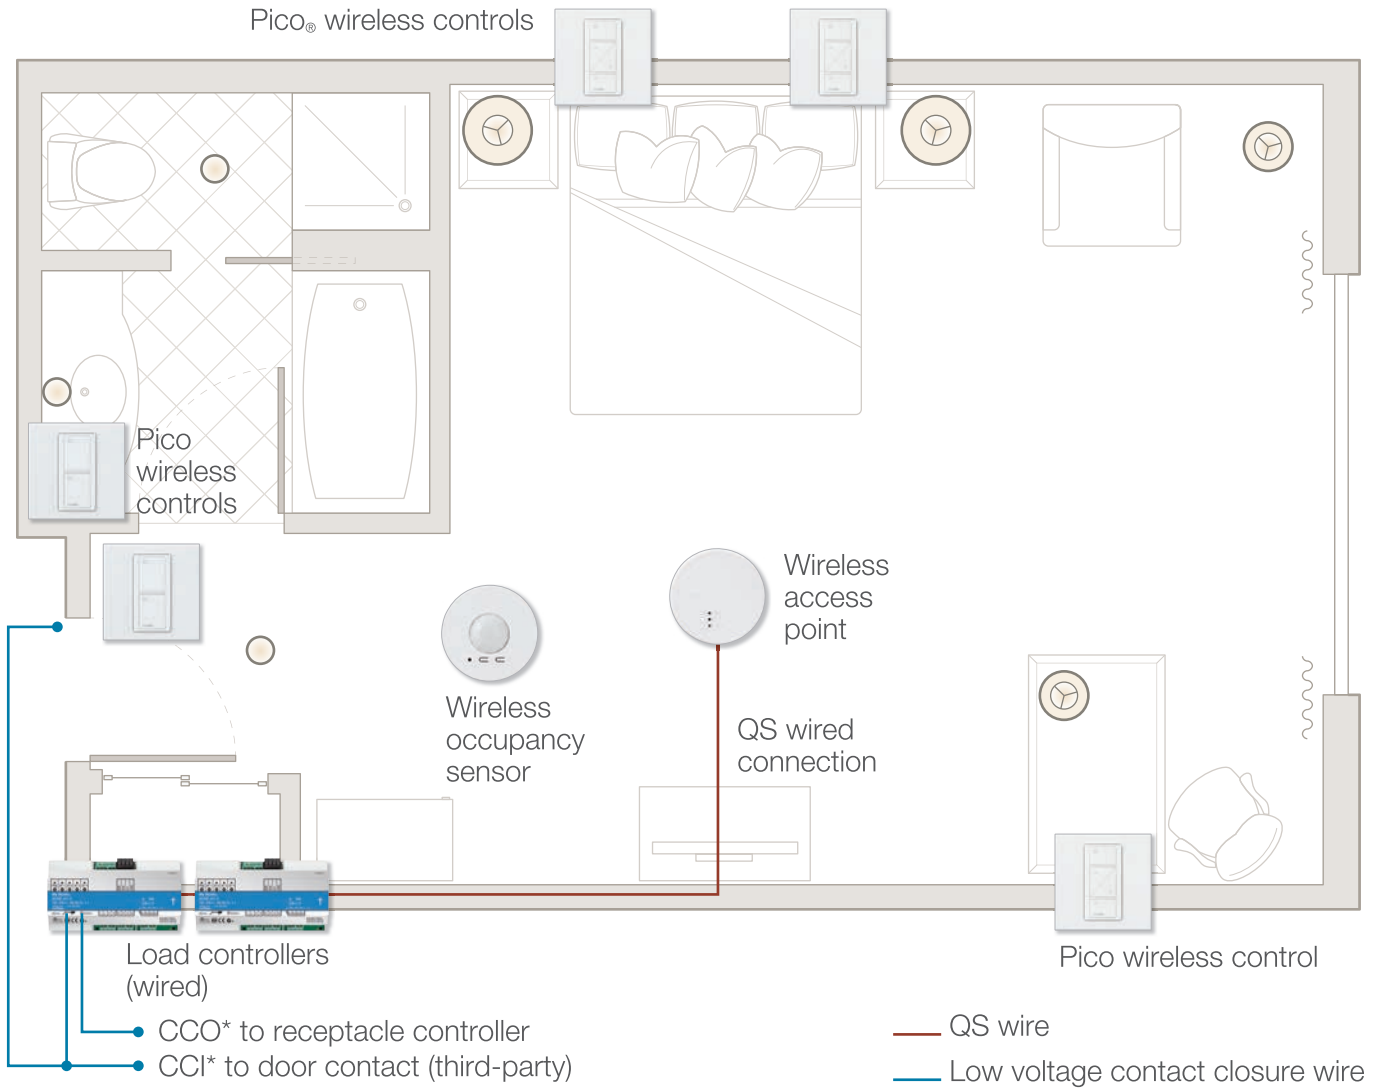 Pico® wireless controls
Pico
wireless
controls
Wireless
access
point
Wireless
occupancy
sensor
QS wired
connection
Load controllers
(wired)
Pico wireless control
CCO* to receptacle controller
CCI* to door contact (third-party)
QS wire
Low voltage contact closure wire